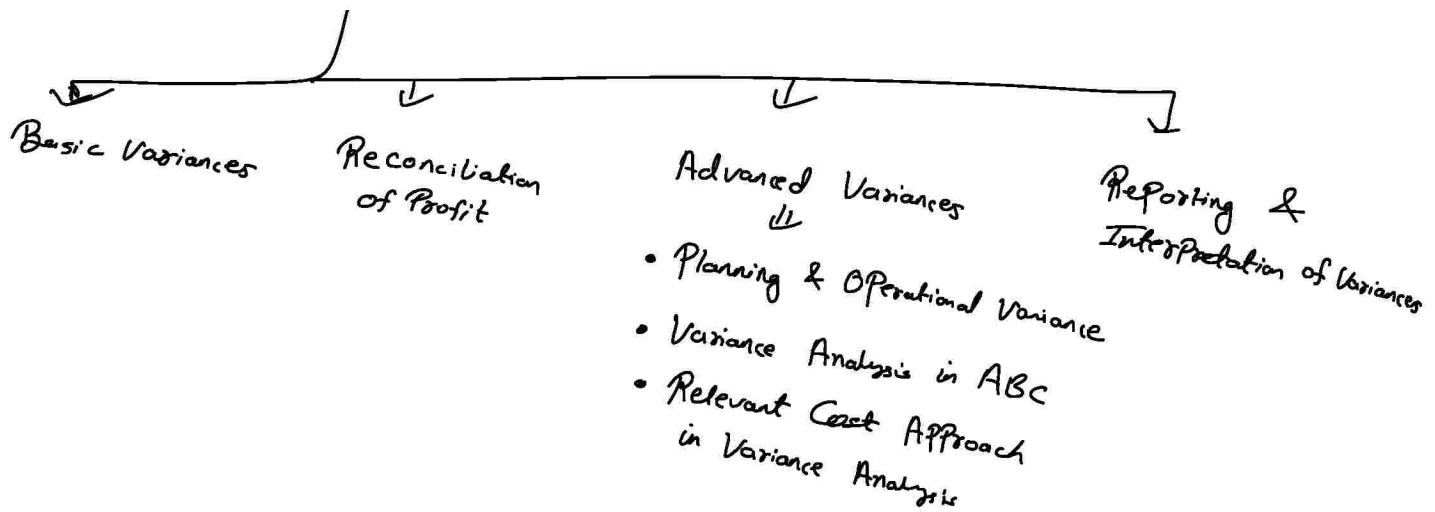 Basic Variances
Reconciliation
of Profit
Advanced Variances
• Planning & Operational Variance
• Variance Analysis in ABC
• Relevant Cost Approach
in Variance Analysis
Reporting &
Interpretation of Variances